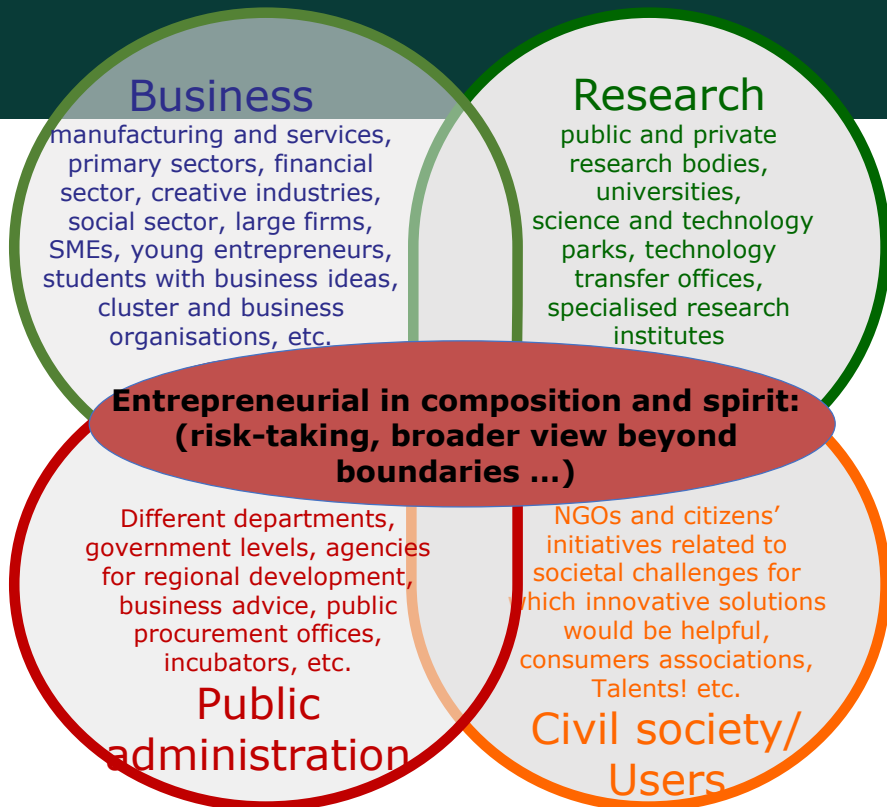 Business
manufacturing and services,
primary sectors, financial
sector, creative industries,
social sector, large firms,
SMEs, young entrepreneurs,
students with business ideas,
cluster and business
organisations, etc.
Research
public and private
research bodies,
universities,
science and technology
parks, technology
transfer offices,
specialised research
institutes
Entrepreneurial in composition and spirit:
(risk-taking, broader view beyond
boundaries ...)
Different departments,
government levels, agencies
for regional development,
business advice, public
procurement offices,
incubators, etc.
Public
administration
NGOs and citizens’
initiatives related to
societal challenges for
which innovative solutions
would be helpful,
consumers associations,
Talents! etc.
Civil society/
Users